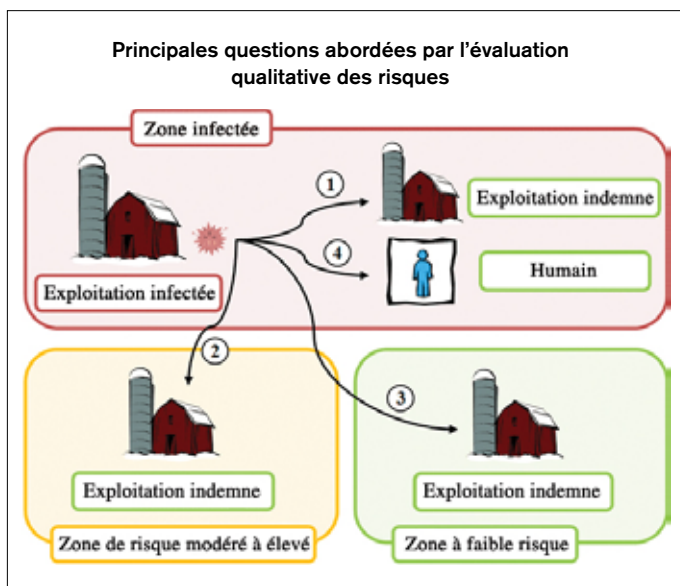 Principales questions abordées par l’évaluation
qualitative des risques
Zone infectée
1
Exploitation indemne
4
Humain
Exploitation infectée
2
3
Exploitation indemne
Exploitation indemne
Zone de risque modéré à élevé
Zone à faible risque